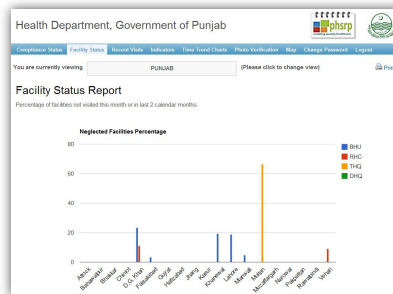 Health Department, Government of Punjab
phsrp
Compliance Status Facility Status Recent Visits Indicators Time Trend Charts Photo Verification Map Change Password Logout
You are currently viewing PUNJAB (Please click to change view) Print
Facility Status Report
Percentage of facilities not visited this month or in last 2 calendar months.
Neglected Facilities Percentage
80
60
40
20
0
BHU
RHC
THQ
DHQ
Attock
Bahawalpur
Bhakkar
Chiniot
D.G. Khan
Faisalabad
Gujrat
Hafizabad
Jhang
Kasur
Khanewal
Lahore
Mianwali
Multan
Muzaffargarh
Narowal
Pakpattan
Rawalpindi
Vehari